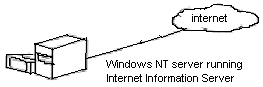 internet
Windows NT server running
Internet Information Server